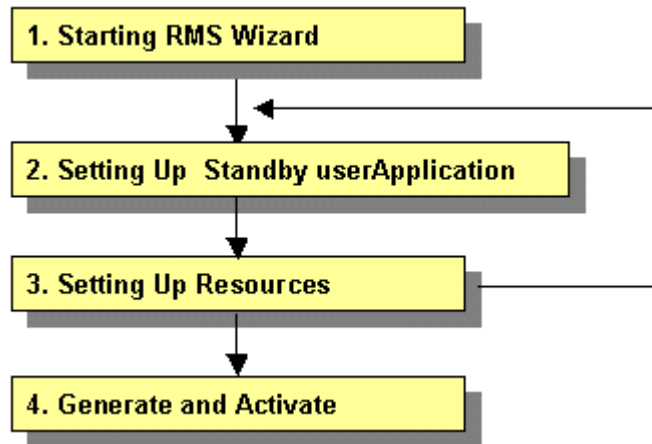 1. Starting RMS Wizard
2. Setting Up  Standby userApplication
3. Setting Up Resources
4. Generate and Activate